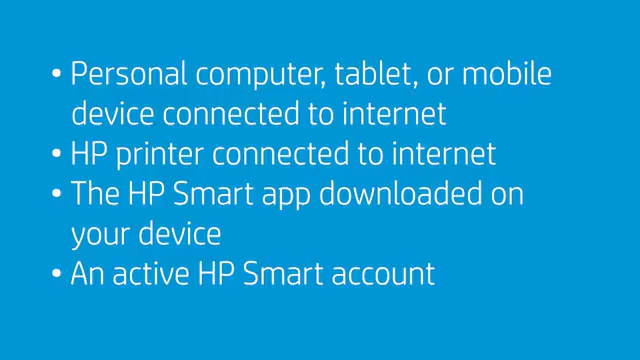 • Personal computer, tablet, or mobile
device connected to internet
• HP printer connected to internet
• The HP Smart app downloaded on
your device
• An active HP Smart account